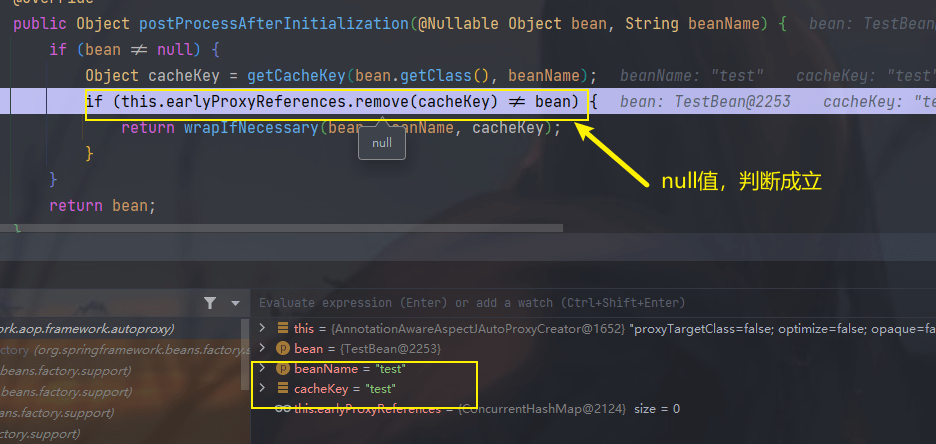 @Override
public Object postProcessAfterInitialization(@Nullable Object bean, String beanName) { bean: TestBean
if (bean ≠ null) {
Object cacheKey = getCacheKey(bean.getClass(), beanName); beanName: "test" cacheKey: "test"
if (this.earlyProxyReferences.remove(cacheKey) ≠ bean) { bean: TestBean@2253 cacheKey: "te
return wrapIfNecessary(bean, beanName, cacheKey);
null
}
null值，判断成立
}
return bean;
}
Evaluate expression (Enter) or add a watch (Ctrl+Shift+Enter)
rk.aop.framework.autoproxy)
this = {AnnotationAwareAspectJAutoProxyCreator@1652} "proxyTargetClass=false; optimize=false; opaque=fa
actory (org.springframework.beans.factory.s
p bean = {TestBean@2253}
beans.factory.support)
p beanName = "test"
beans.factory.support)
cacheKey = "test"
factory.support)
this.earlyProxyReferences = {ConcurrentHashMap@2124} size = 0
factory.support)